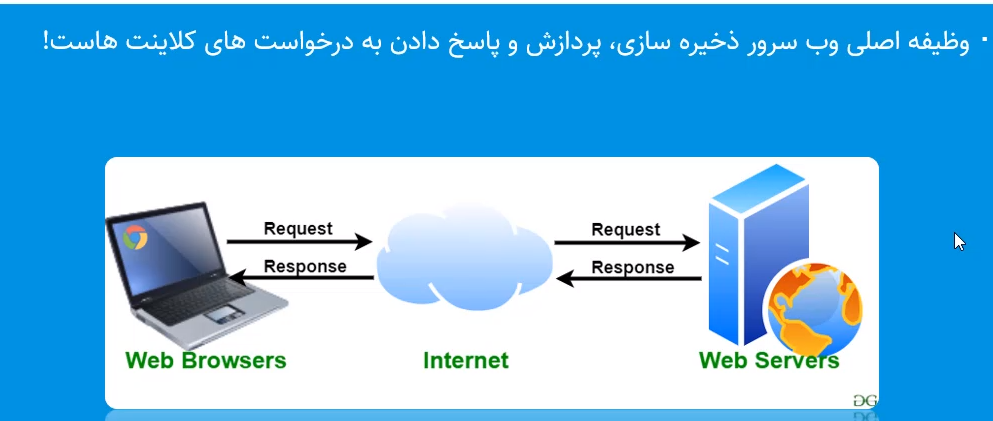 ▪ وظیفه اصلی وب سرور ذخیره سازی، پردازش و پاسخ دادن به درخواست های کلاینت هاست!
Request
Request
Response
Response
Web Browsers
Internet
Web Servers
GG